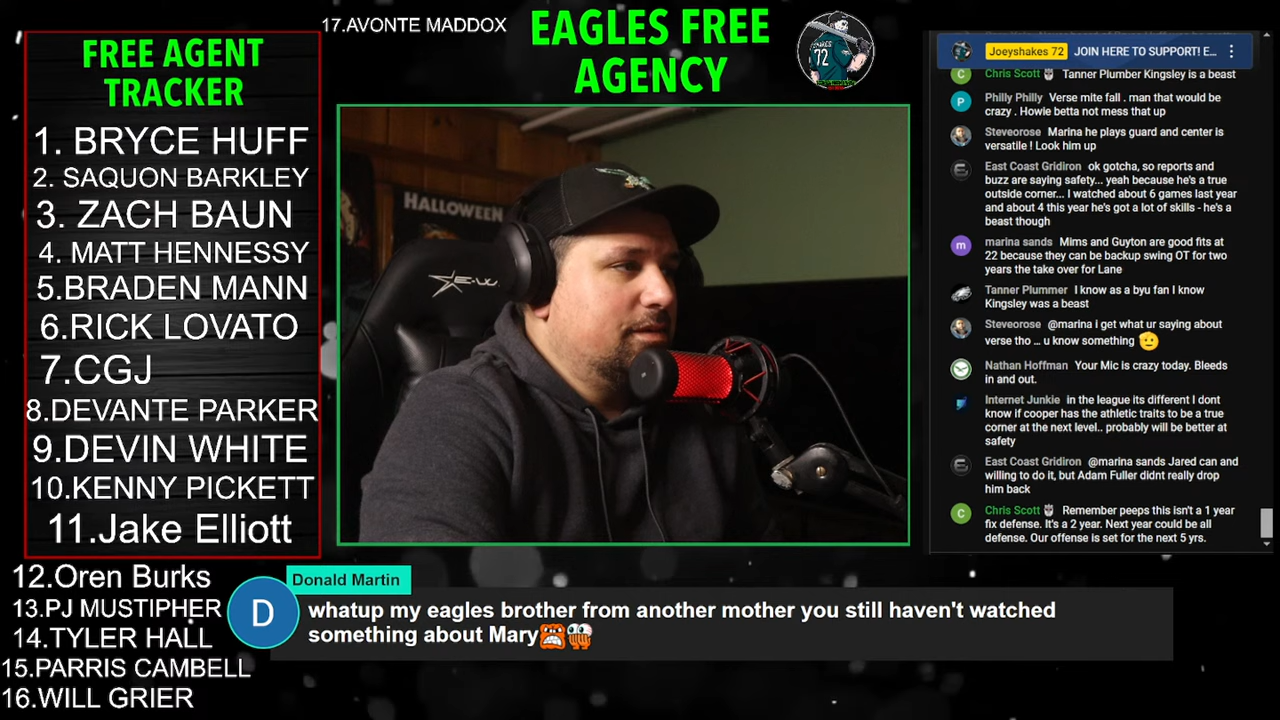 17.AVONTE MADDOX
EAGLES FREE
AGENCY
FREE AGENT
TRACKER
1. BRYCE HUFF
2. SAQUON BARKLEY
3. ZACH BAUN
4. MATT HENNESSY
5.BRADEN MANN
6.RICK LOVATO
7.CGJ
8.DEVANTE PARKER
9.DEVIN WHITE
10.KENNY PICKETT
11.Jake Elliott
12.Oren Burks
13.PJ MUSTIPHER
14.TYLER HALL
15.PARRIS CAMBELL
16.WILL GRIER
72
HALLOWEEN
Joeyshakes 72 JOIN HERE TO SUPPORT! E...
Chris Scott Tanner Plumber Kingsley is a beast
Philly Philly Verse mite fall . man that would be
crazy . Howie betta not mess that up
Steveorose Marina he plays guard and center is
versatile ! Look him up
East Coast Gridiron ok gotcha, so reports and
buzz are saying safety... yeah because he's a true
outside corner... I watched about 6 games last year
and about 4 this year he's got a lot of skills - he's a
beast though
marina sands Mims and Guyton are good fits at
22 because they can be backup swing OT for two
years the take over for Lane
Tanner Plummer I know as a byu fan I know
Kingsley was a beast
Steveorose @marina i get what ur saying about
verse tho ... u know something
Nathan Hoffman Your Mic is crazy today. Bleeds
in and out.
Internet Junkie in the league its different I dont
know if cooper has the athletic traits to be a true
corner at the next level.. probably will be better at
safety
East Coast Gridiron @marina sands Jared can and
willing to do it, but Adam Fuller didnt really drop
him back
Chris Scott Remember peeps this isn't a 1 year
fix defense. It's a 2 year. Next year could be all
defense. Our offense is set for the next 5 yrs.
Donald Martin
D
whatup my eagles brother from another mother you still haven't watched
something about Mary